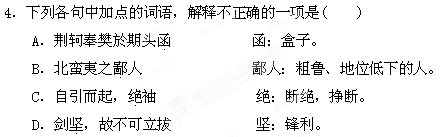 4. 下列各句中加点的词语，解释不正确的一项是(    )
A. 荆轲奉樊於期头函    函：盒子。
B. 北蛮夷之鄙人    鄙人：粗鲁、地位低下的人。
C. 自引而起，绝袖    绝：断绝，挣断。
D. 剑坚，故不可立拔    坚：锋利。